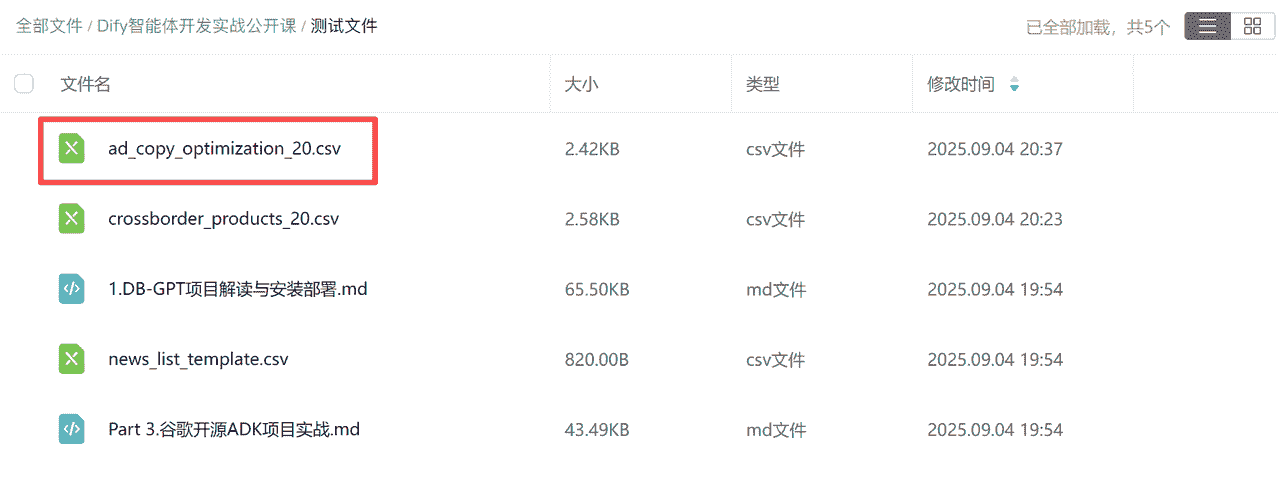 全部文件 / Dify智能体开发实战公开课 / 测试文件 已全部加载，共5个
文件名 大小 类型 修改时间
ad_copy_optimization_20.csv 2.42KB csv文件 2025.09.04 20:37
crossborder_products_20.csv 2.58KB csv文件 2025.09.04 20:23
1.DB-GPT项目解读与安装部署.md 65.50KB md文件 2025.09.04 19:54
news_list_template.csv 820.00B csv文件 2025.09.04 19:54
Part 3.谷歌开源ADK项目实战.md 43.49KB md文件 2025.09.04 19:54